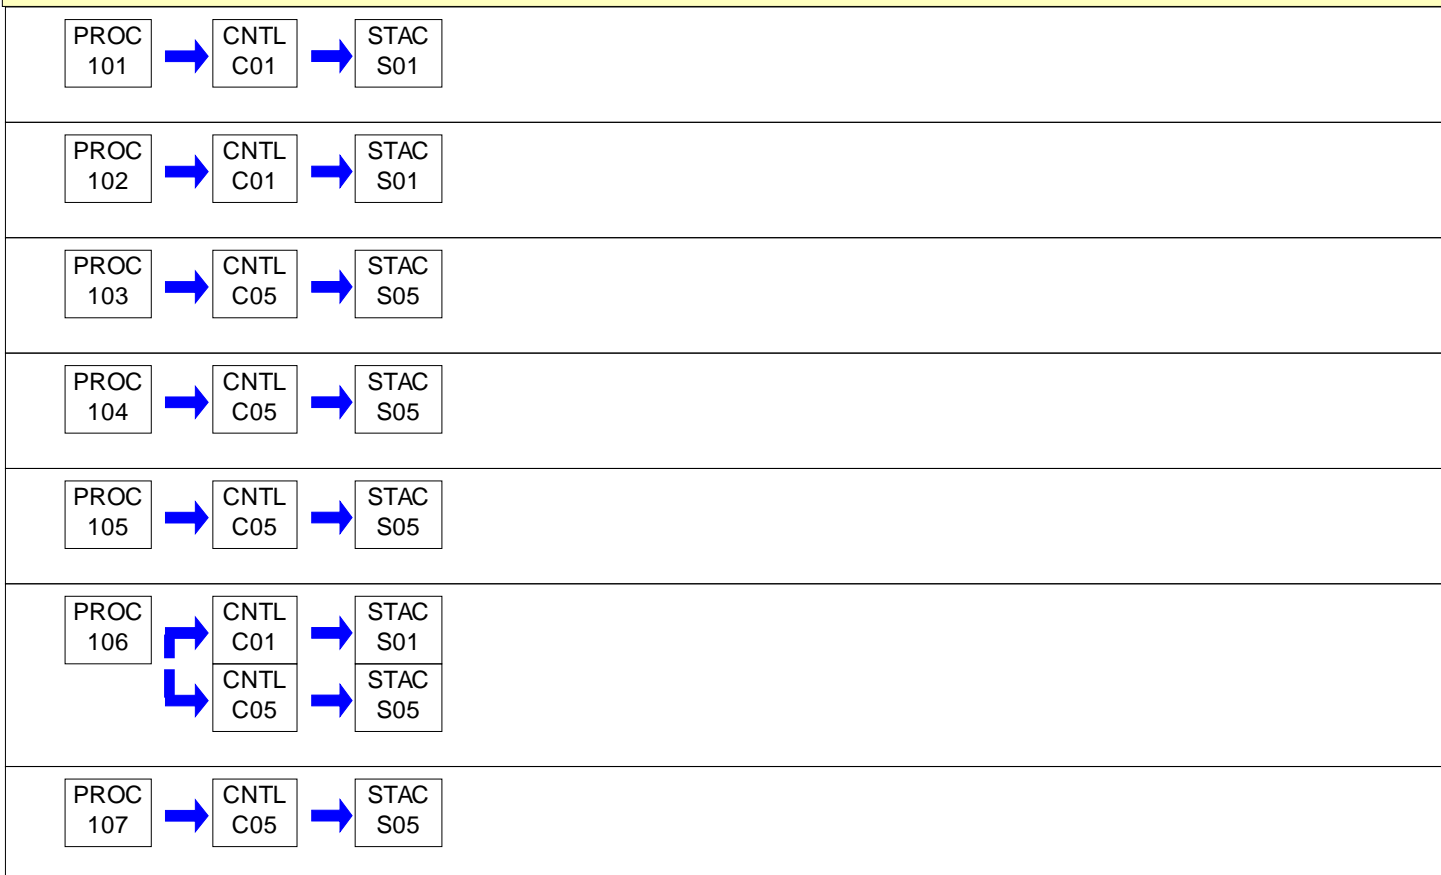 PROC CNTL STAC
101 C01 S01
PROC CNTL STAC
102 C01 S01
PROC CNTL STAC
103 C05 S05
PROC CNTL STAC
104 C05 S05
PROC CNTL STAC
105 C05 S05
PROC CNTL STAC
106 C01 S01
CNTL STAC
C05 S05
PROC CNTL STAC
107 C05 S05